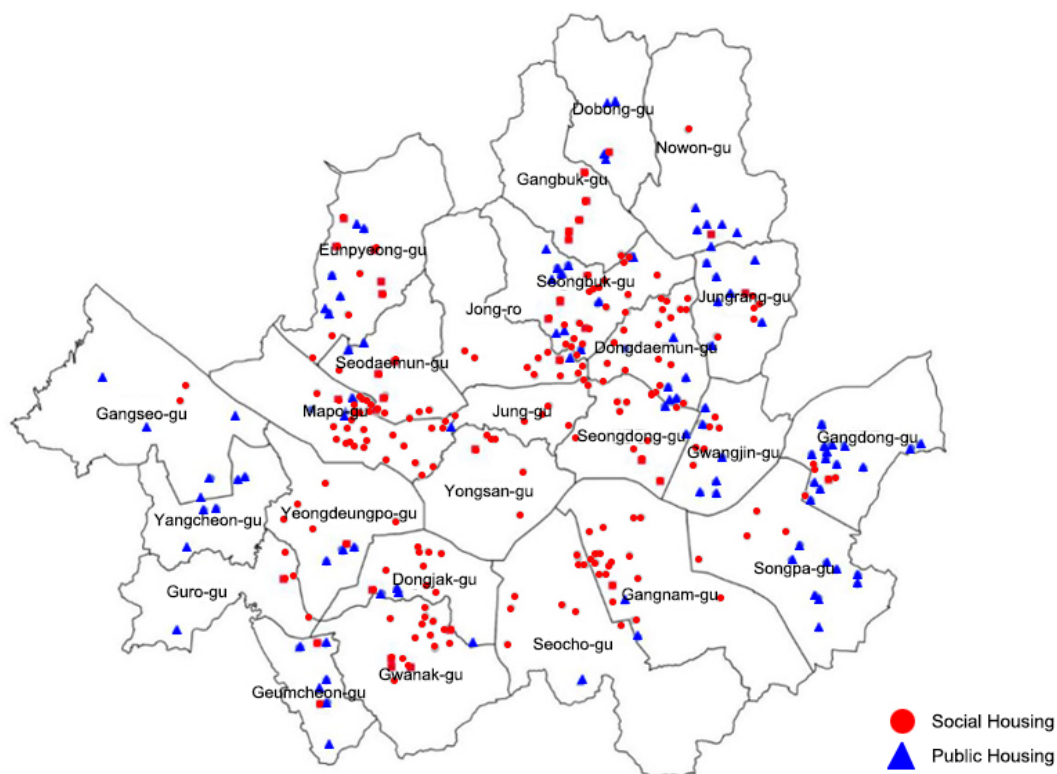 Dobong-gu
Nowon-gu
Gangbuk-gu
Eunpyeong-gu
Seongbuk-gu
Jungrang-gu
Jong-ro
Dongdaemun-gu
Seodaemun-gu
Gangseo-gu
Mapo-gu
Jung-gu
Seongdong-gu
Gangdong-gu
Gwangjin-gu
Yongsan-gu
Yangcheon-gu
Yeongdeungpo-gu
Songpa-gu
Guro-gu
Dongjak-gu
Gangnam-gu
Seocho-gu
Gwanak-gu
Geumcheon-gu
Social Housing
Public Housing